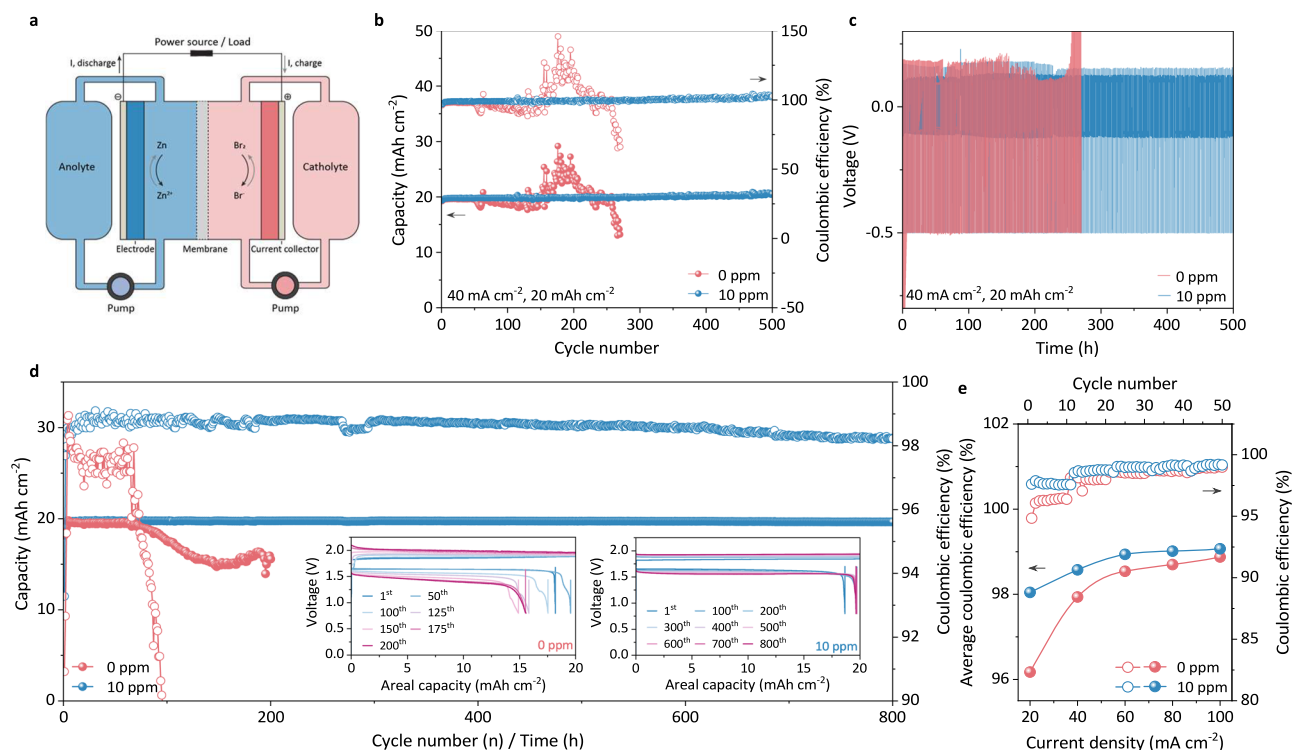 a
Power source / Load
I, discharge
I, charge
⊖
⊕
Anolyte
Zn
Zn²⁺
Br₂
Br⁻
Catholyte
Electrode
Membrane
Current collector
Pump
Pump
b
Capacity (mAh cm⁻²)
50
40
30
20
10
0
150
100
50
0
-50
Coulombic efficiency (%)
0 ppm
10 ppm
40 mA cm⁻², 20 mAh cm⁻²
0
100
200
300
400
500
Cycle number
c
Voltage (V)
0.0
-0.5
0 ppm
10 ppm
40 mA cm⁻², 20 mAh cm⁻²
0
100
200
300
400
500
Time (h)
d
Capacity (mAh cm⁻²)
30
20
10
0
100
98
96
94
92
90
Coulombic efficiency (%)
0 ppm
10 ppm
Voltage (V)
2.0
1.5
1.0
0.5
0.0
1ˢᵗ 50ᵗʰ
100ᵗʰ 125ᵗʰ
150ᵗʰ 175ᵗʰ
200ᵗʰ
0 ppm
0 5 10 15 20
Areal capacity (mAh cm⁻²)
Voltage (V)
2.0
1.5
1.0
0.5
0.0
1ˢᵗ 100ᵗʰ 200ᵗʰ
300ᵗʰ 400ᵗʰ 500ᵗʰ
600ᵗʰ 700ᵗʰ 800ᵗʰ
10 ppm
0 5 10 15 20
Areal capacity (mAh cm⁻²)
0
200
400
600
800
Cycle number (n) / Time (h)
e
Cycle number
0 10 20 30 40 50
Average coulombic efficiency (%)
102
100
98
96
100
95
90
85
80
Coulombic efficiency (%)
0 ppm
10 ppm
20 40 60 80 100
Current density (mA cm⁻²)